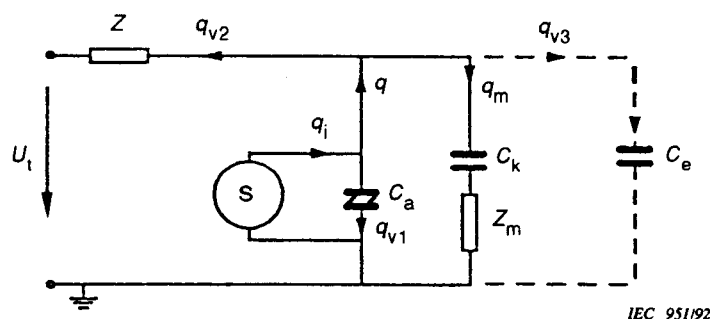 Z
q_v2
q_v3
q
q_m
q_i
U_t
S
C_a
C_k
C_e
q_v1
Z_m
IEC 951/92